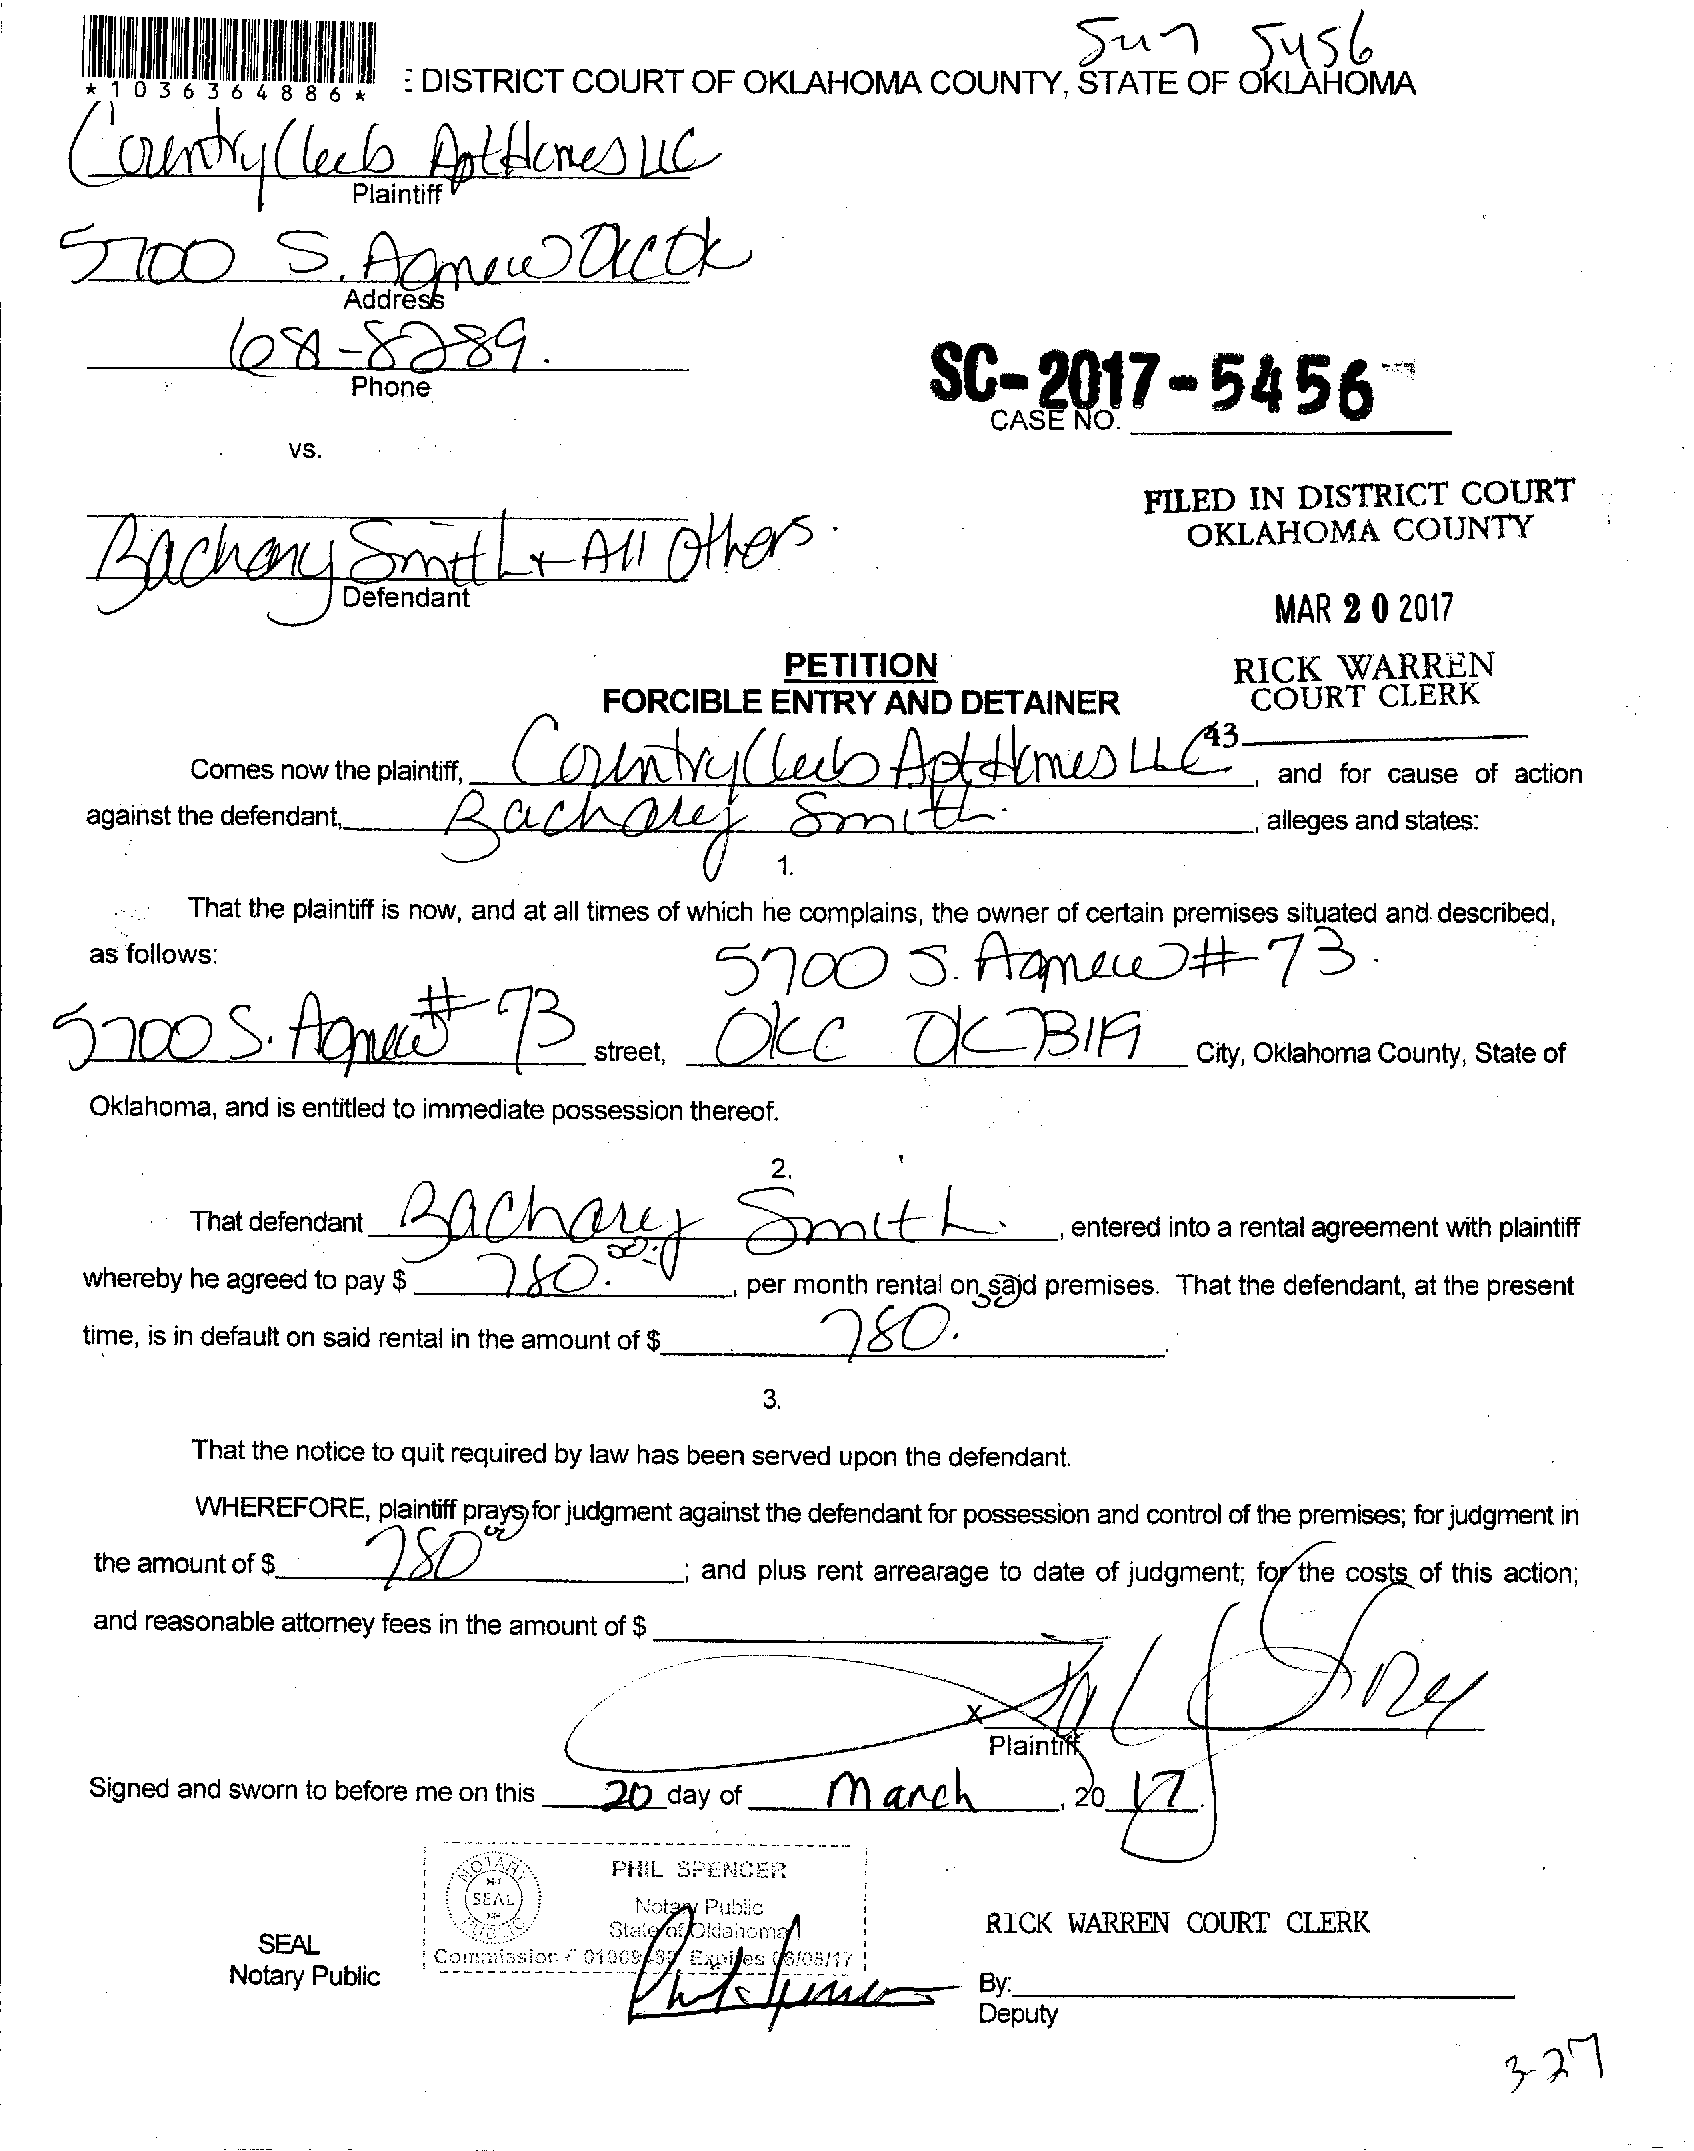 5456
*1036364886*
: DISTRICT COURT OF OKLAHOMA COUNTY, STATE OF OKLAHOMA
Country Club Apt Homes LLC
Plaintiff
5700 S. Agnew OKC OK
Address
681-8289.
Phone
SC-2017-5456
CASE NO.
vs.
FILED IN DISTRICT COURT
OKLAHOMA COUNTY
Bachary Smith + All Others.
Defendant
MAR 20 2017
PETITION
RICK WARREN
FORCIBLE ENTRY AND DETAINER
COURT CLERK
43
Comes now the plaintiff, Country Club Apt Homes LLC, and for cause of action
against the defendant, Bacharey Smith. , alleges and states:
1.
That the plaintiff is now, and at all times of which he complains, the owner of certain premises situated and described,
as follows: 5700 S. Agnew # 73.
5700 S. Agnew # 73 street, OKC OK 73119 City, Oklahoma County, State of
Oklahoma, and is entitled to immediate possession thereof.
2.
That defendant Bacharey Smith. , entered into a rental agreement with plaintiff
whereby he agreed to pay $ 780.00 , per month rental on said premises. That the defendant, at the present
time, is in default on said rental in the amount of $ 780.00
3.
That the notice to quit required by law has been served upon the defendant.
WHEREFORE, plaintiff prays for judgment against the defendant for possession and control of the premises; for judgment in
the amount of $ 780.00 ; and plus rent arrearage to date of judgment; for the costs of this action;
and reasonable attorney fees in the amount of $
x
Plaintiff
Signed and sworn to before me on this 20 day of March , 20 17.
NOTARY
SEAL
PUBLIC
PHIL SPENCER
Notary Public
State of Oklahoma
Commission # Expires 06/08/17
SEAL
Notary Public
Phil Spencer
RICK WARREN COURT CLERK
By:
Deputy
3-27